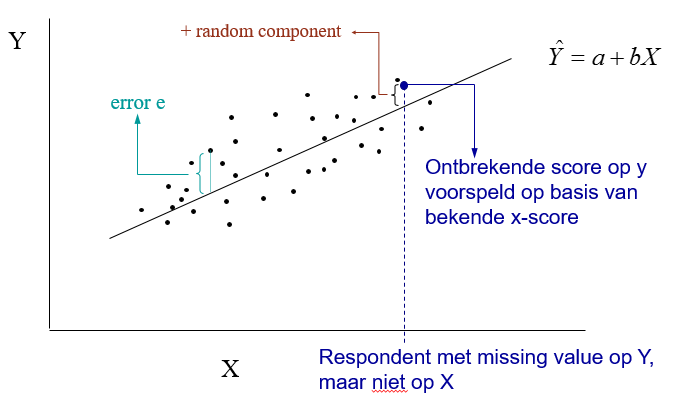 Y
+ random component
Ŷ = a + bX
error e
Ontbrekende score op y
voorspeld op basis van
bekende x-score
X
Respondent met missing value op Y,
maar niet op X